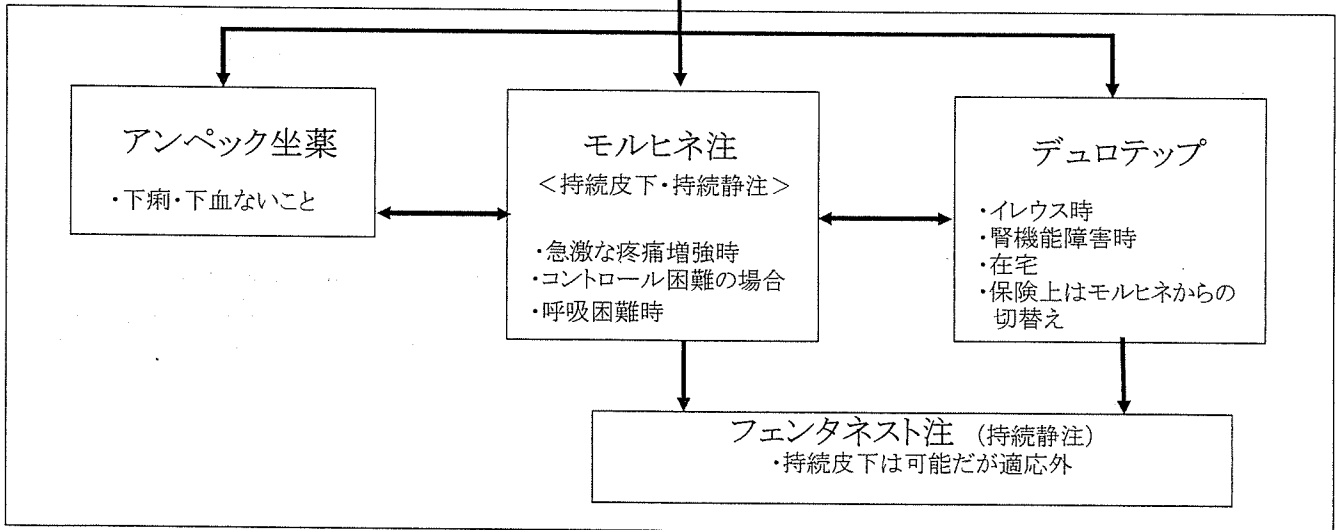 アンペック坐薬
・下痢・下血ないこと
モルヒネ注
＜持続皮下・持続静注＞
・急激な疼痛増強時
・コントロール困難の場合
・呼吸困難時
デュロテップ
・イレウス時
・腎機能障害時
・在宅
・保険上はモルヒネからの
切替え
フェンタネスト注 (持続静注)
・持続皮下は可能だが適応外